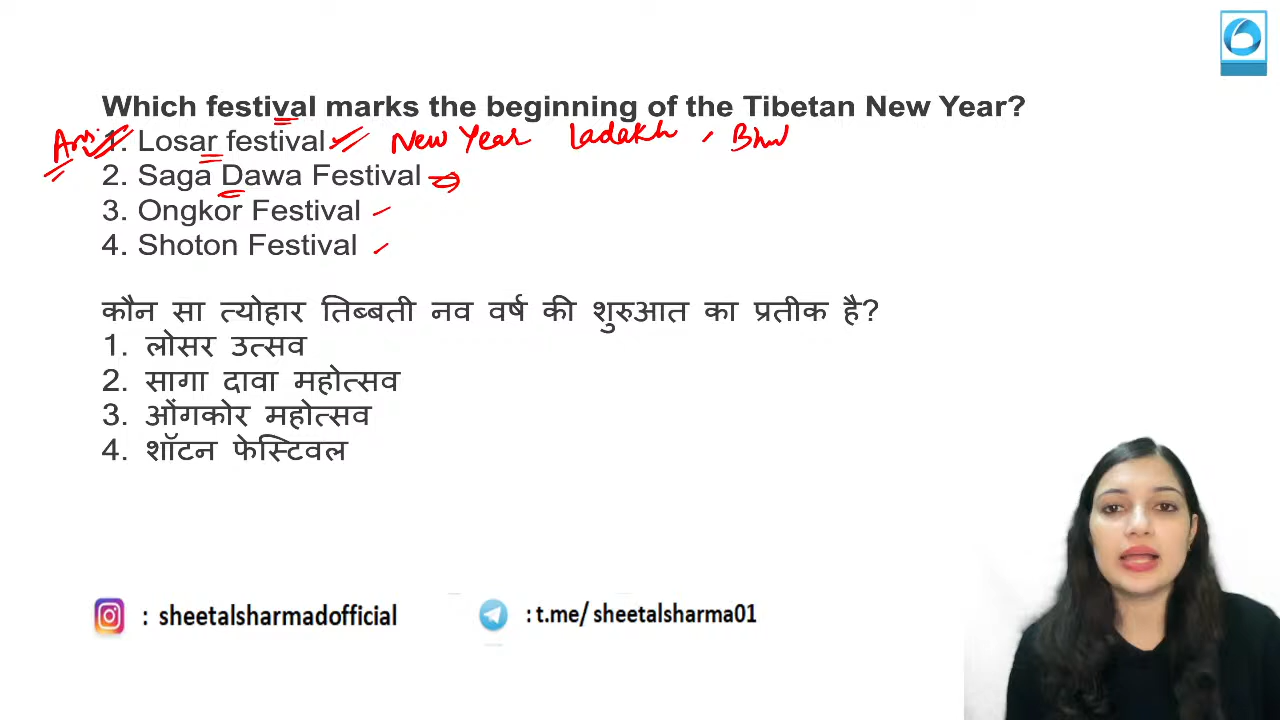 Which festival marks the beginning of the Tibetan New Year?
Ans. 1. Losar festival New Year Ladakh , Bhu
2. Saga Dawa Festival
3. Ongkor Festival
4. Shoton Festival
कौन सा त्योहार तिब्बती नव वर्ष की शुरुआत का प्रतीक है?
1. लोसर उत्सव
2. सागा दावा महोत्सव
3. ओंगकोर महोत्सव
4. शॉटन फेस्टिवल
: sheetalsharmadofficial : t.me/ sheetalsharma01